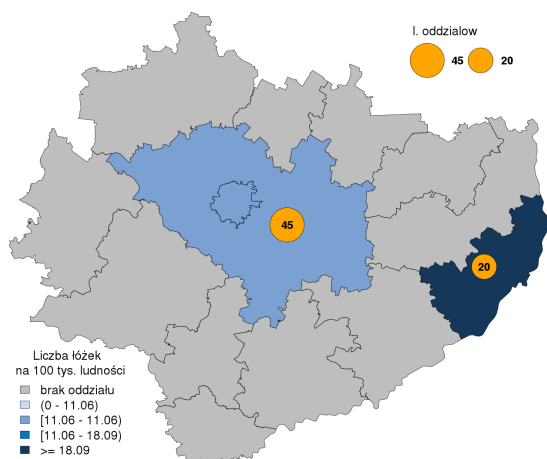 l. oddzialow
45 20
45
20
Liczba łóżek
na 100 tys. ludności
brak oddziału
(0 - 11.06)
[11.06 - 11.06)
[11.06 - 18.09)
>= 18.09